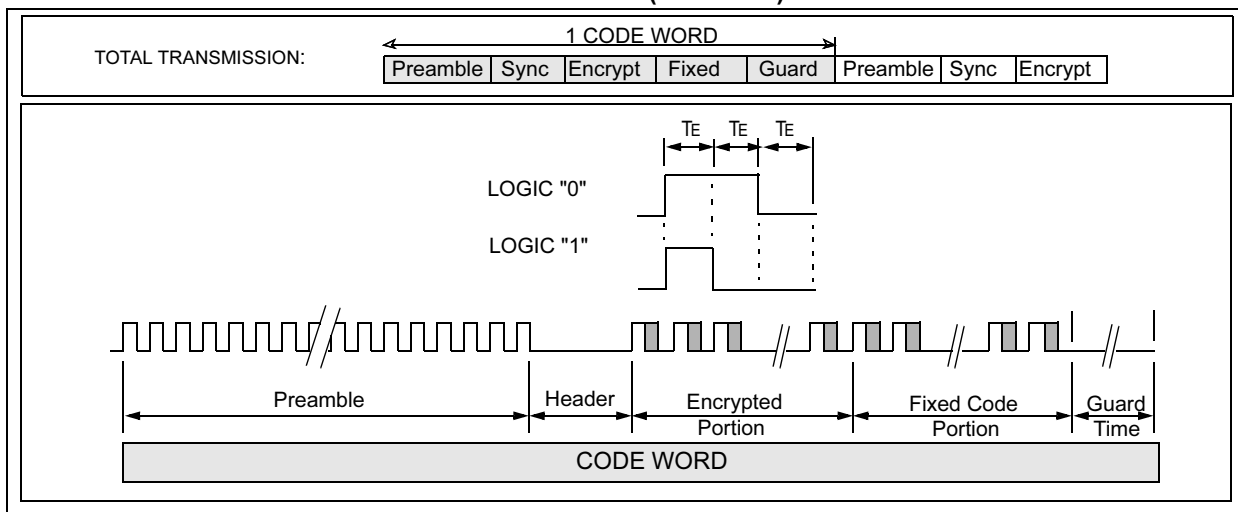 1 CODE WORD
TOTAL TRANSMISSION:
Preamble Sync Encrypt Fixed Guard Preamble Sync Encrypt
TE TE TE
LOGIC "0"
LOGIC "1"
Preamble Header Encrypted Portion Fixed Code Portion Guard Time
CODE WORD